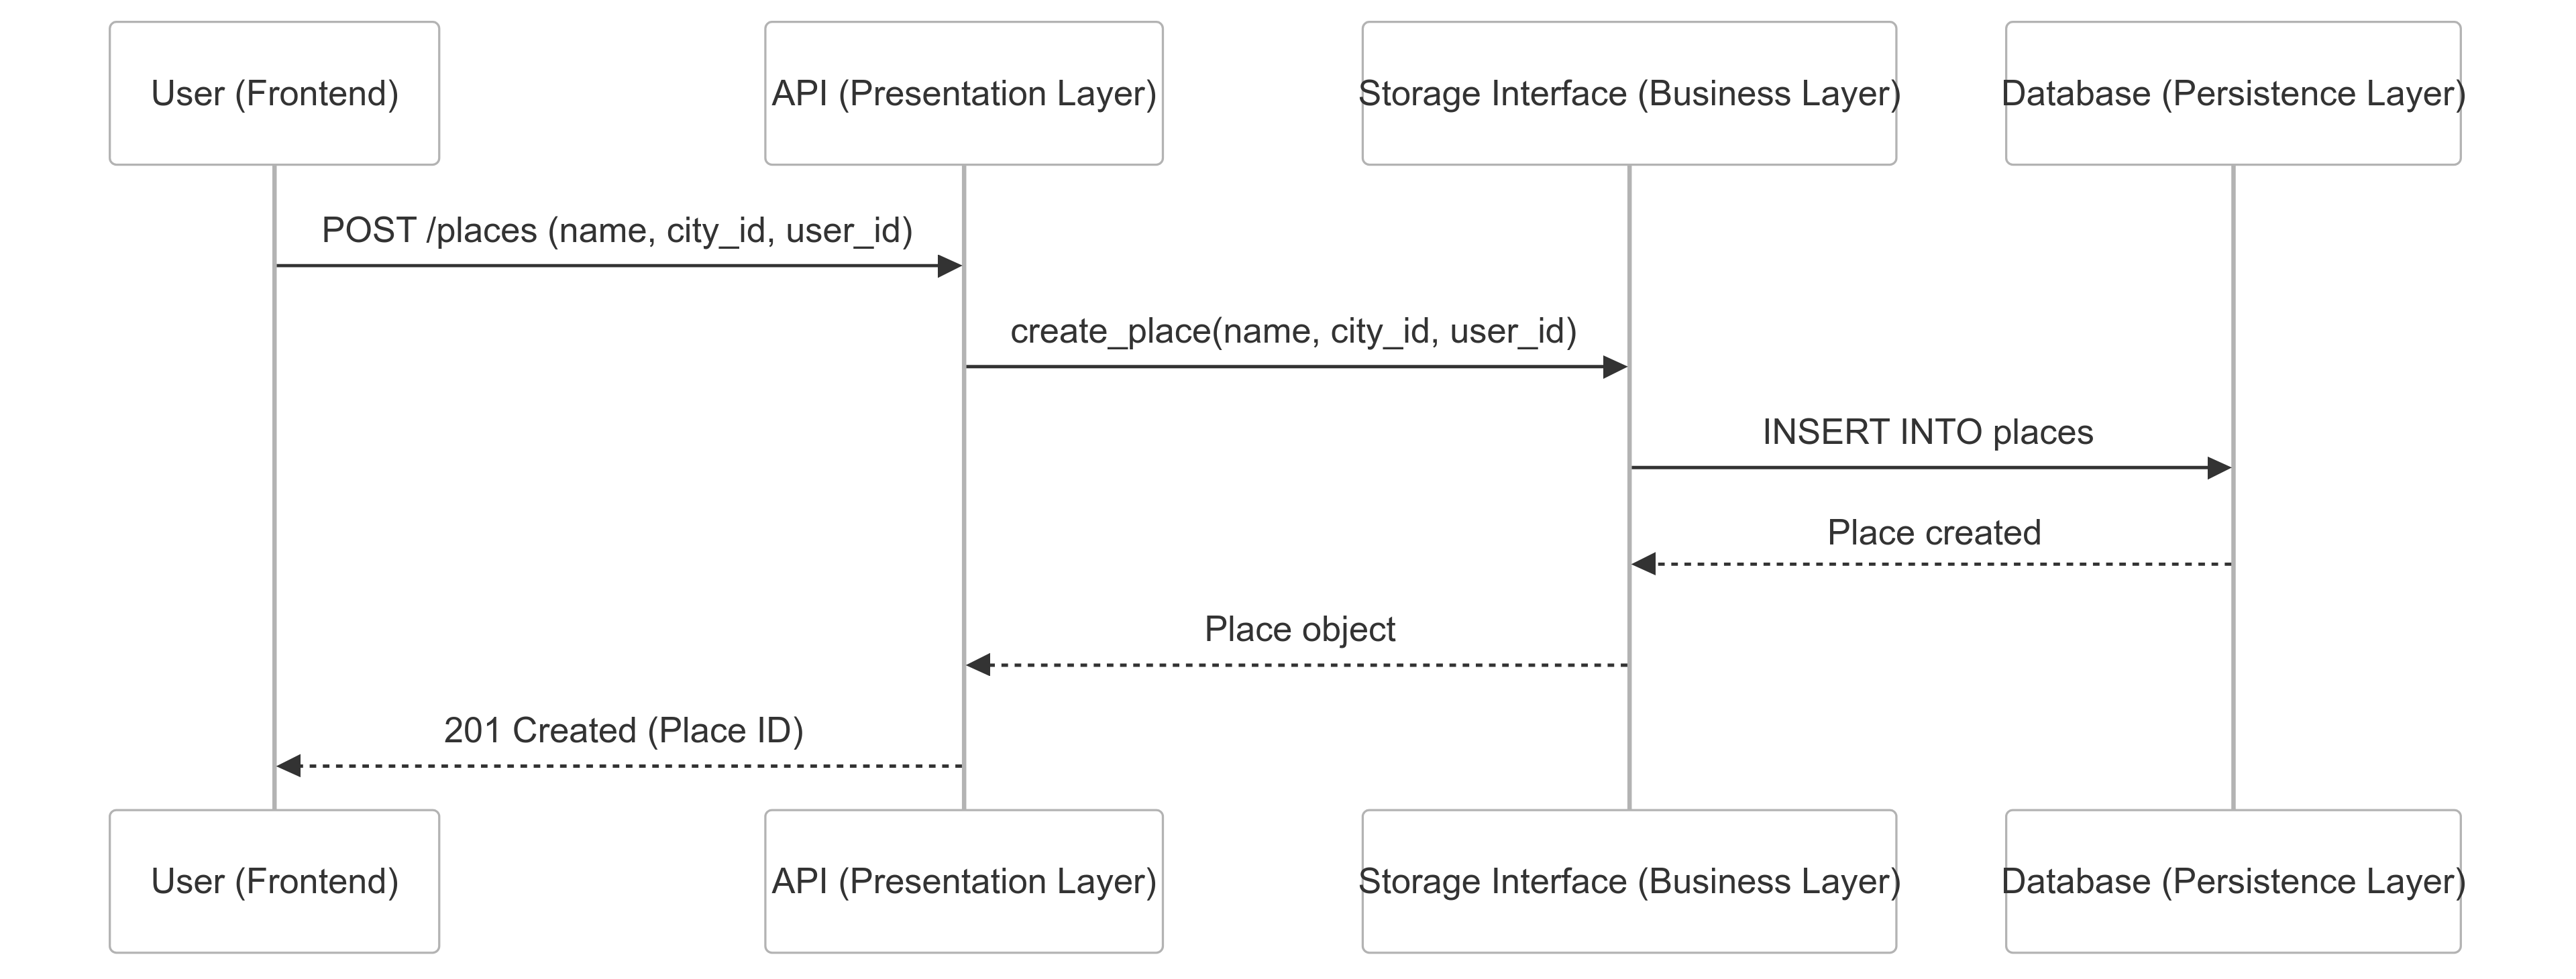 User (Frontend)
API (Presentation Layer)
Storage Interface (Business Layer)
Database (Persistence Layer)
POST /places (name, city_id, user_id)
create_place(name, city_id, user_id)
INSERT INTO places
Place created
Place object
201 Created (Place ID)
User (Frontend)
API (Presentation Layer)
Storage Interface (Business Layer)
Database (Persistence Layer)